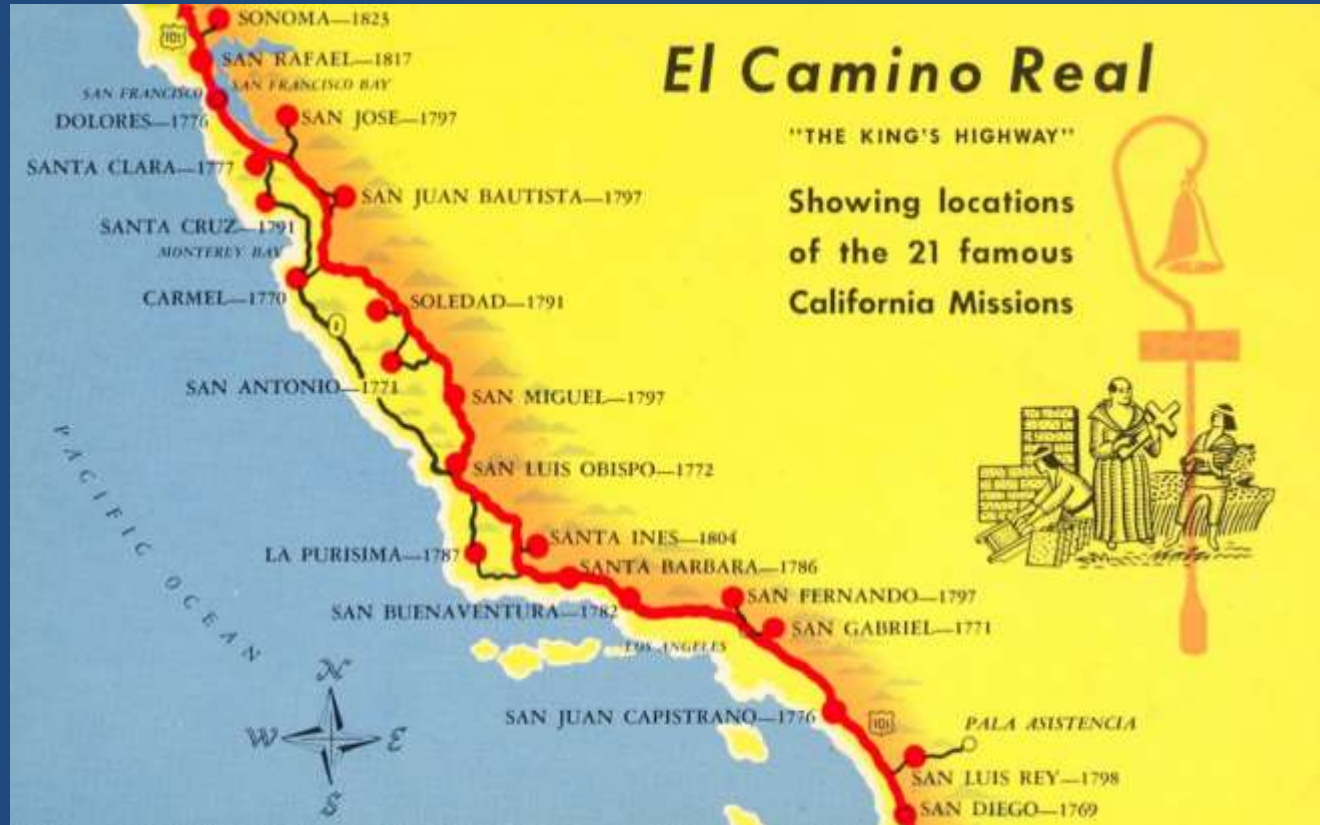 El Camino Real
"THE KING'S HIGHWAY"
Showing locations
of the 21 famous
California Missions
SONOMA—1823
101
SAN RAFAEL—1817
SAN FRANCISCO BAY
SAN FRANCISCO
DOLORES—1776
SAN JOSE—1797
SANTA CLARA—1777
SAN JUAN BAUTISTA—1797
SANTA CRUZ—1791
MONTEREY BAY
CARMEL—1770
SOLEDAD—1791
1
SAN ANTONIO—1771
SAN MIGUEL—1797
SAN LUIS OBISPO—1772
PACIFIC OCEAN
SANTA INES—1804
LA PURISIMA—1787
SANTA BARBARA—1786
SAN FERNANDO—1797
SAN BUENAVENTURA—1782
SAN GABRIEL—1771
LOS ANGELES
N
W E
S
SAN JUAN CAPISTRANO—1776
101
PALA ASISTENCIA
SAN LUIS REY—1798
SAN DIEGO—1769